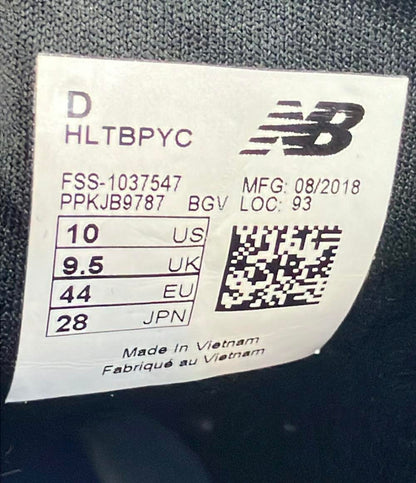 D
NB
HLTBPYC
FSS-1037547 MFG: 08/2018
PPKJB9787 BGV LOC: 93
10 US
9.5 UK
44 EU
28 JPN
Made in Vietnam
Fabriqué au Vietnam